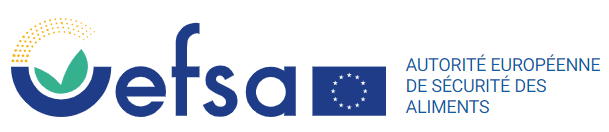 efsa
AUTORITÉ EUROPÉENNE
DE SÉCURITÉ DES
ALIMENTS